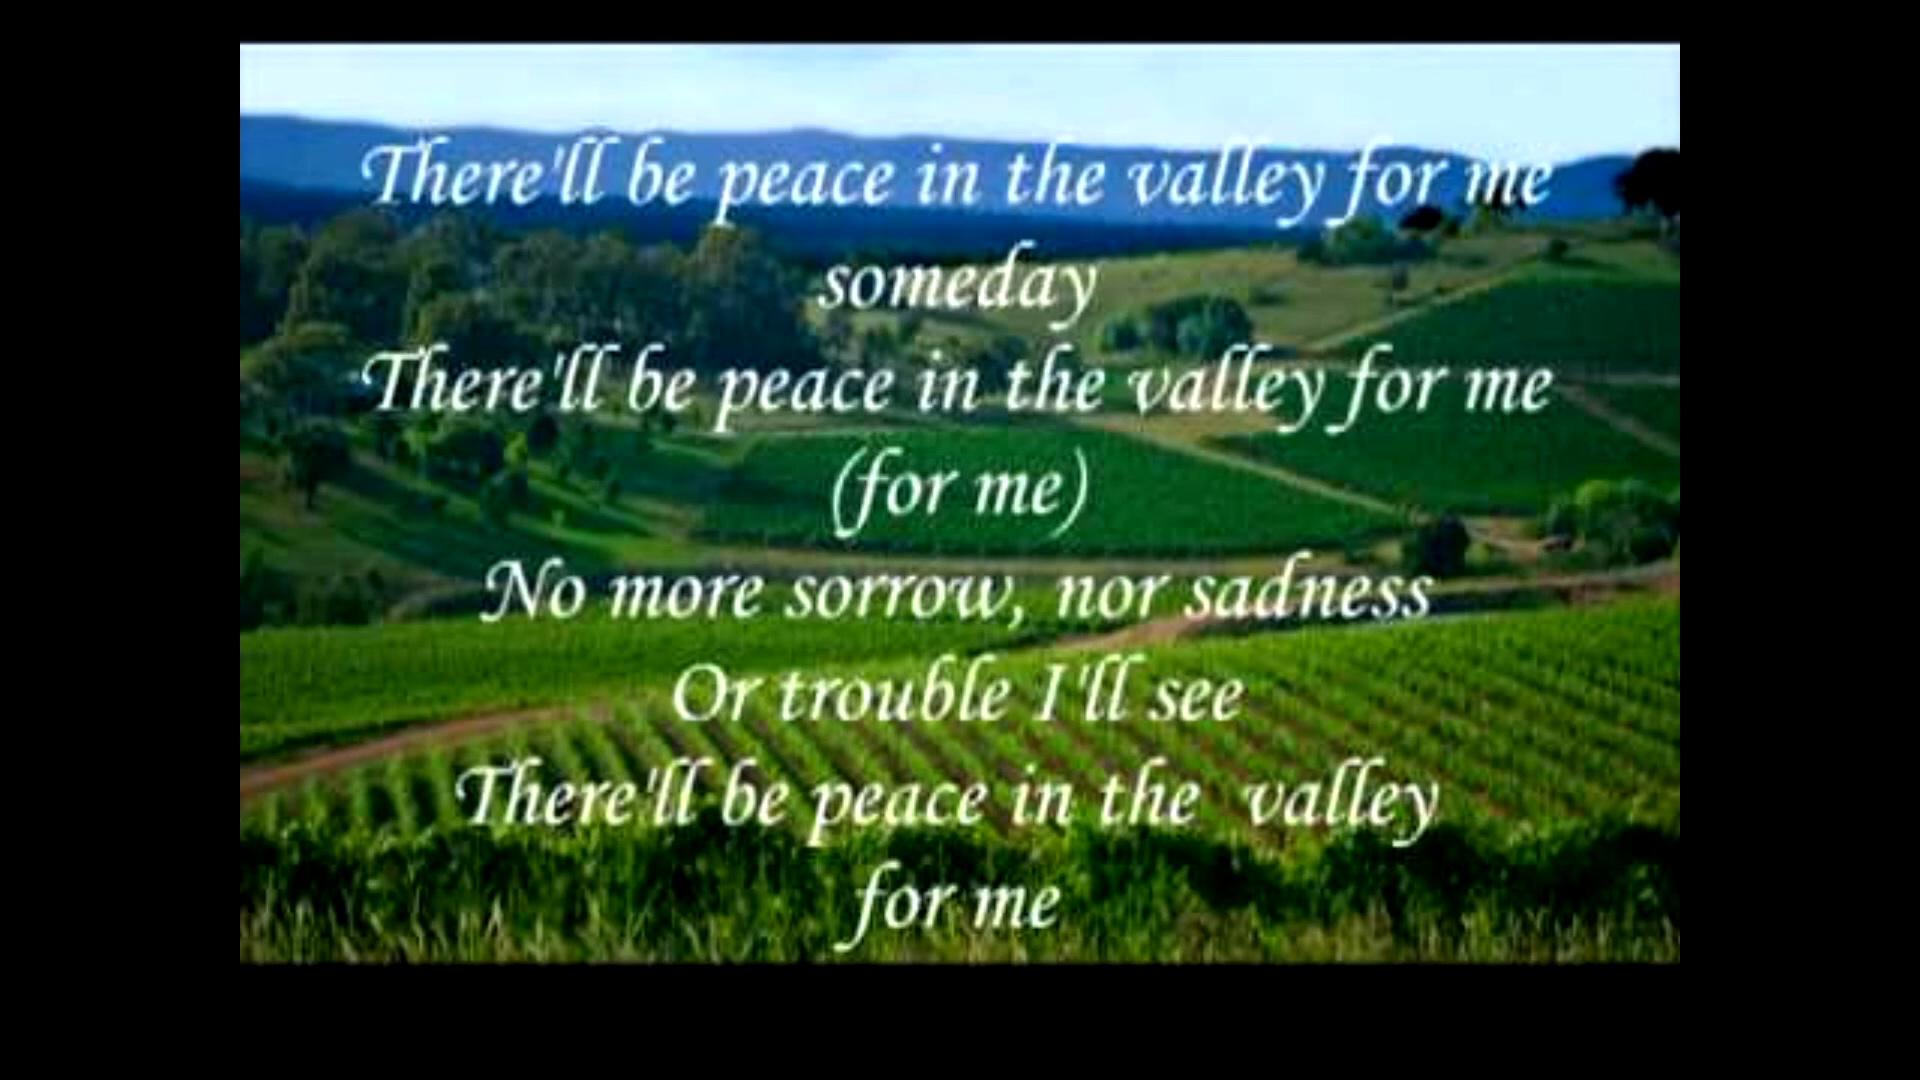 There'll be peace in the valley for me
someday
There'll be peace in the valley for me
(for me)
No more sorrow, nor sadness
Or trouble I'll see
There'll be peace in the  valley
for me